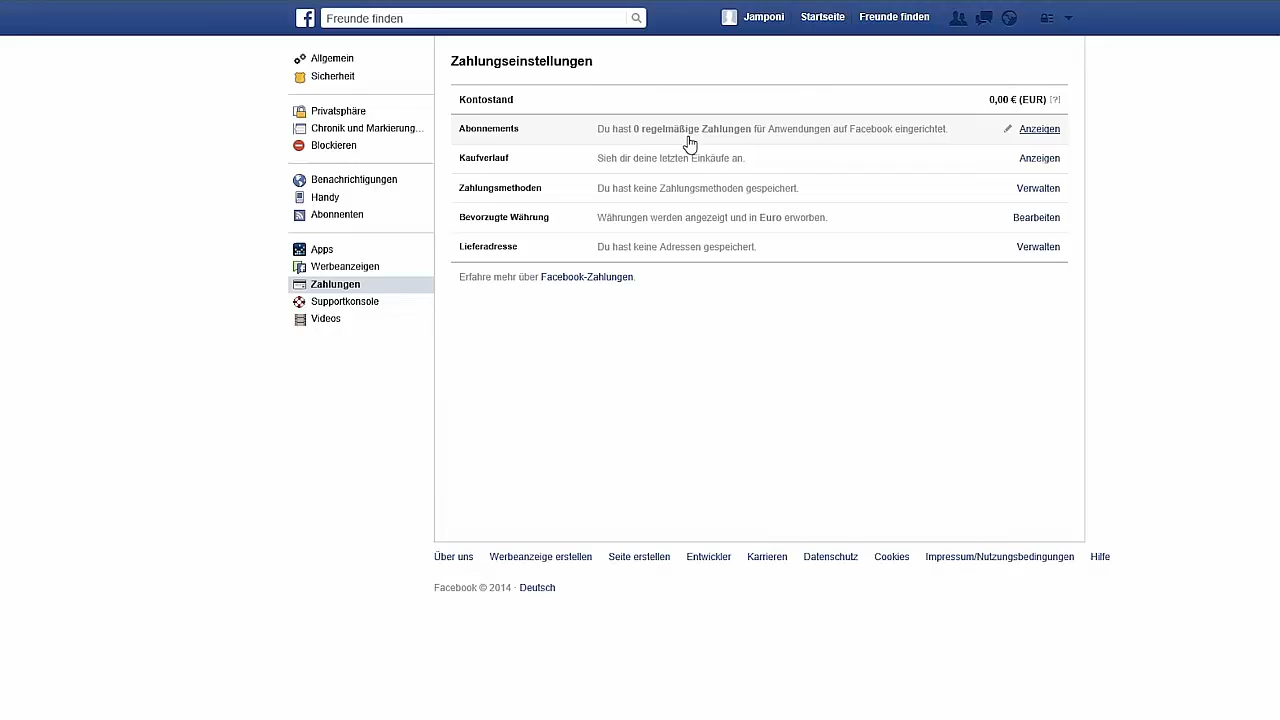 Freunde finden
Jamponi Startseite Freunde finden
Allgemein
Sicherheit
Privatsphäre
Chronik und Markierung...
Blockieren
Benachrichtigungen
Handy
Abonnenten
Apps
Werbeanzeigen
Zahlungen
Supportkonsole
Videos
Zahlungseinstellungen
Kontostand 0,00 € (EUR) [?]
Abonnements Du hast 0 regelmäßige Zahlungen für Anwendungen auf Facebook eingerichtet. Anzeigen
Kaufverlauf Sieh dir deine letzten Einkäufe an. Anzeigen
Zahlungsmethoden Du hast keine Zahlungsmethoden gespeichert. Verwalten
Bevorzugte Währung Währungen werden angezeigt und in Euro erworben. Bearbeiten
Lieferadresse Du hast keine Adressen gespeichert. Verwalten
Erfahre mehr über Facebook-Zahlungen.
Über uns Werbeanzeige erstellen Seite erstellen Entwickler Karrieren Datenschutz Cookies Impressum/Nutzungsbedingungen Hilfe
Facebook © 2014 · Deutsch